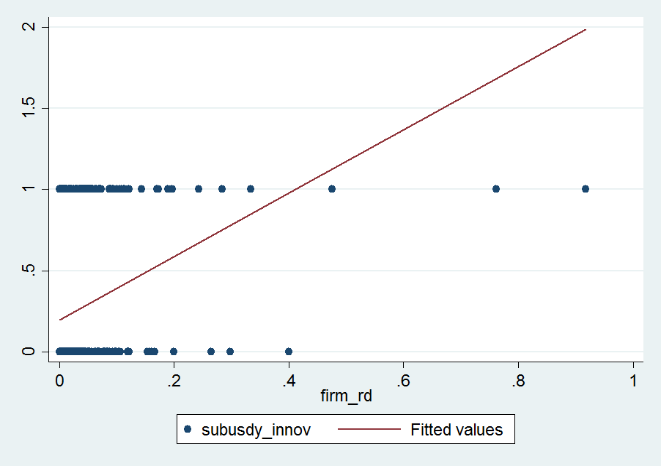 2
1.5
1
.5
0
0 .2 .4 .6 .8 1
firm_rd
subusdy_innov Fitted values